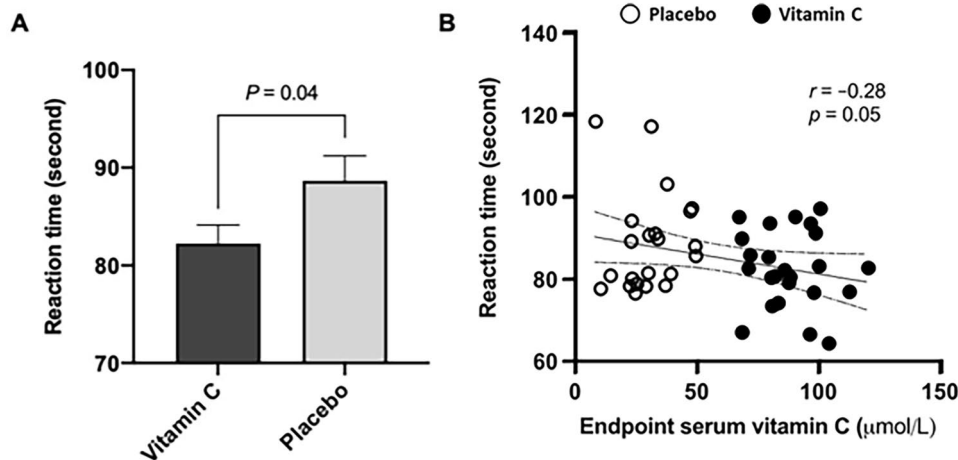 A
100
90
80
70
Reaction time (second)
P = 0.04
Vitamin C
Placebo
B
Placebo
Vitamin C
140
120
100
80
60
Reaction time (second)
r = −0.28
p = 0.05
0
50
100
150
Endpoint serum vitamin C (μmol/L)